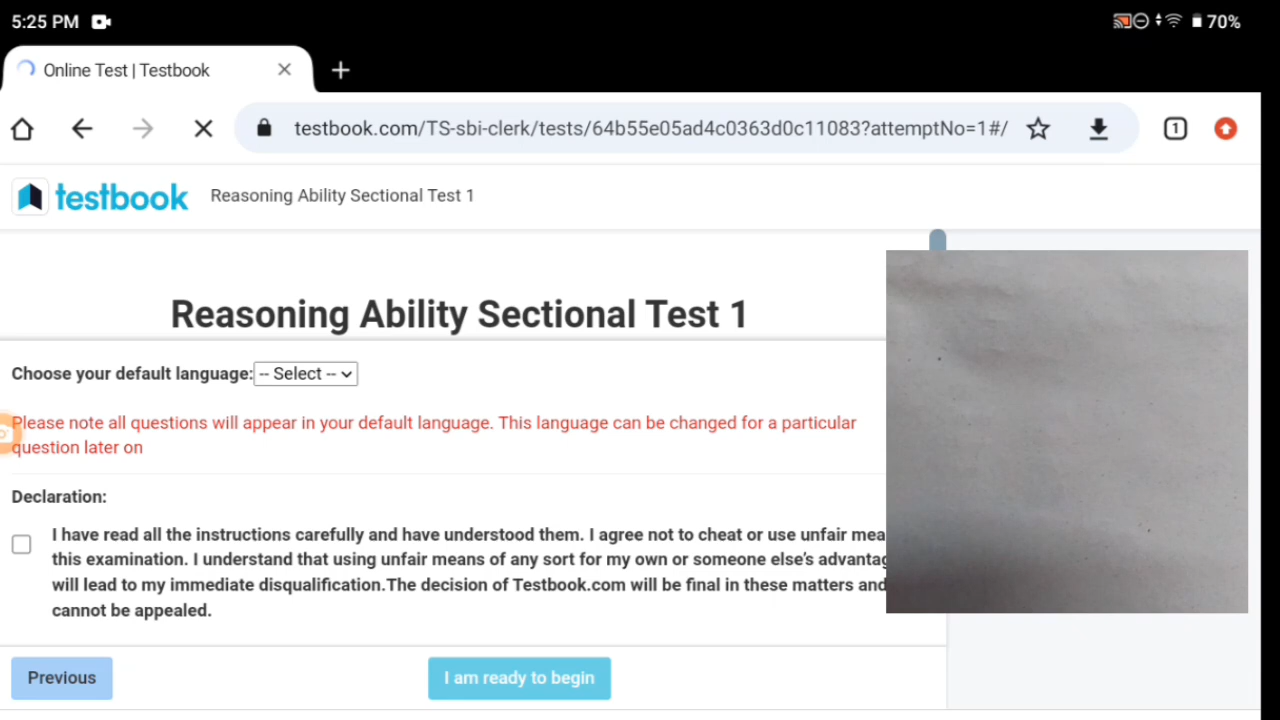 5:25 PM
70%
Online Test | Testbook
testbook.com/TS-sbi-clerk/tests/64b55e05ad4c0363d0c11083?attemptNo=1#/
1
testbook
Reasoning Ability Sectional Test 1
Reasoning Ability Sectional Test 1
Choose your default language:
-- Select --
Please note all questions will appear in your default language. This language can be changed for a particular
question later on
Declaration:
I have read all the instructions carefully and have understood them. I agree not to cheat or use unfair mea
this examination. I understand that using unfair means of any sort for my own or someone else's advantag
will lead to my immediate disqualification.The decision of Testbook.com will be final in these matters and
cannot be appealed.
Previous
I am ready to begin